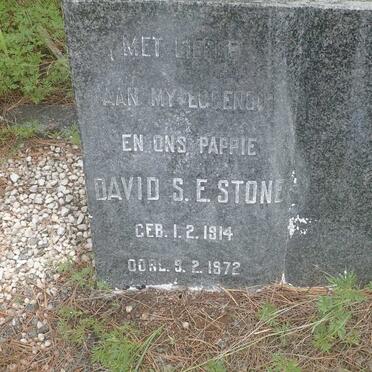 MET LIEFDE
AAN MY EGGENOOT
EN ONS PAPPIE
DAVID S.E. STONE
GEB. 1.2.1914
OORL. 9.2.1972